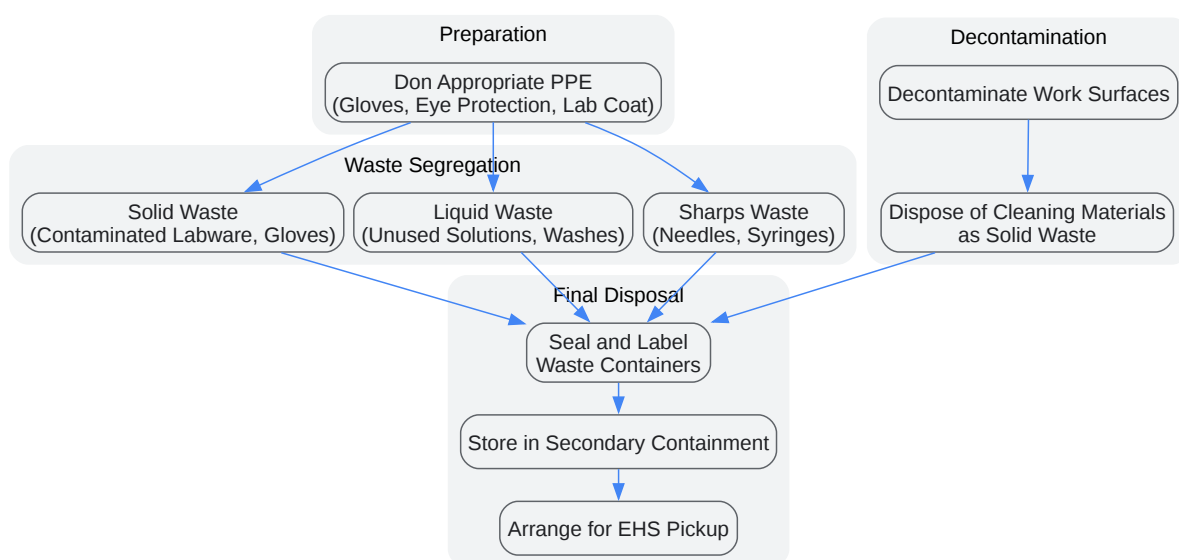 Preparation
Don Appropriate PPE
(Gloves, Eye Protection, Lab Coat)
Decontamination
Decontaminate Work Surfaces
Waste Segregation
Solid Waste
(Contaminated Labware, Gloves)
Liquid Waste
(Unused Solutions, Washes)
Sharps Waste
(Needles, Syringes)
Dispose of Cleaning Materials
as Solid Waste
Final Disposal
Seal and Label
Waste Containers
Store in Secondary Containment
Arrange for EHS Pickup